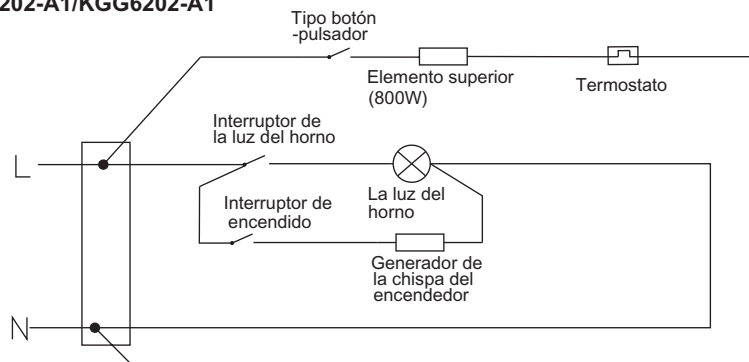 202-A1/KGG6202-A1
Tipo botón
-pulsador
Elemento superior
(800W)
Termostato
Interruptor de
la luz del horno
L
La luz del
horno
Interruptor de
encendido
Generador de
la chispa del
encendedor
N